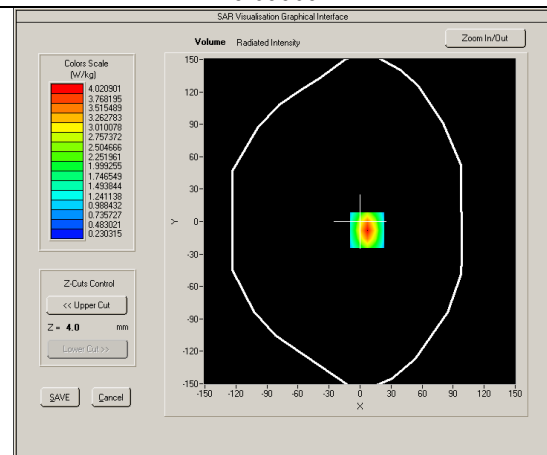 SAR Visualisation Graphical Interface
Volume Radiated Intensity
Zoom In/Out
Colors Scale
(W/kg)
4.020901
3.768195
3.515489
3.262783
3.010078
2.757372
2.504666
2.251961
1.999255
1.746549
1.493844
1.241138
0.988432
0.735727
0.483021
0.230315
Z-Cuts Control
<< Upper Cut
Z = 4.0 mm
Lower Cut >>
SAVE
Cancel
150
120
90
60
30
0
-30
-60
-90
-120
-150
Y
-150 -120 -90 -60 -30 0 30 60 90 120 150
X